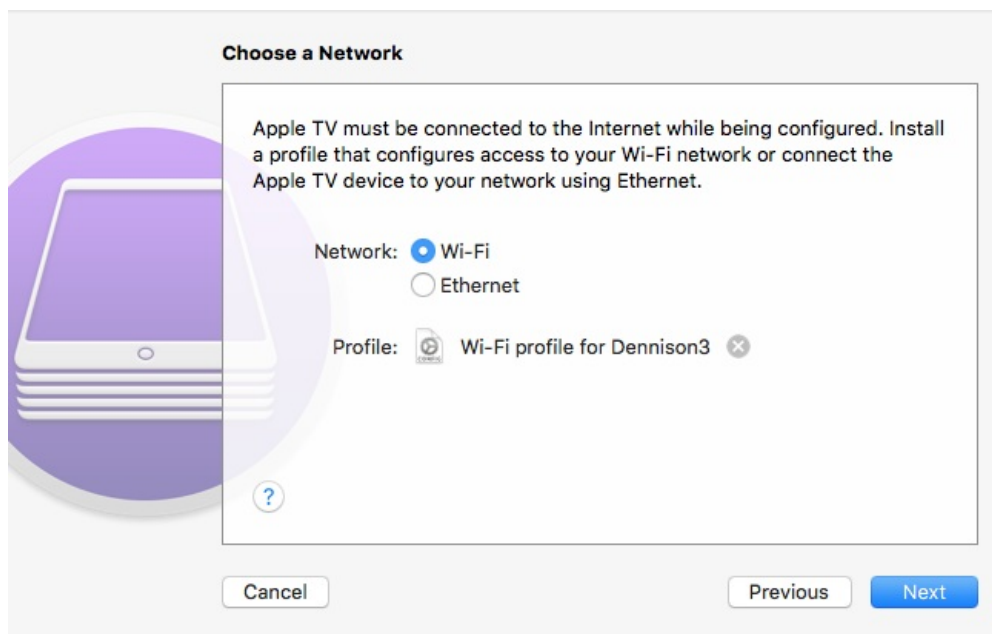 Choose a Network
Apple TV must be connected to the Internet while being configured. Install
a profile that configures access to your Wi-Fi network or connect the
Apple TV device to your network using Ethernet.
Network: Wi-Fi
Ethernet
Profile: Wi-Fi profile for Dennison3
?
Cancel Previous Next